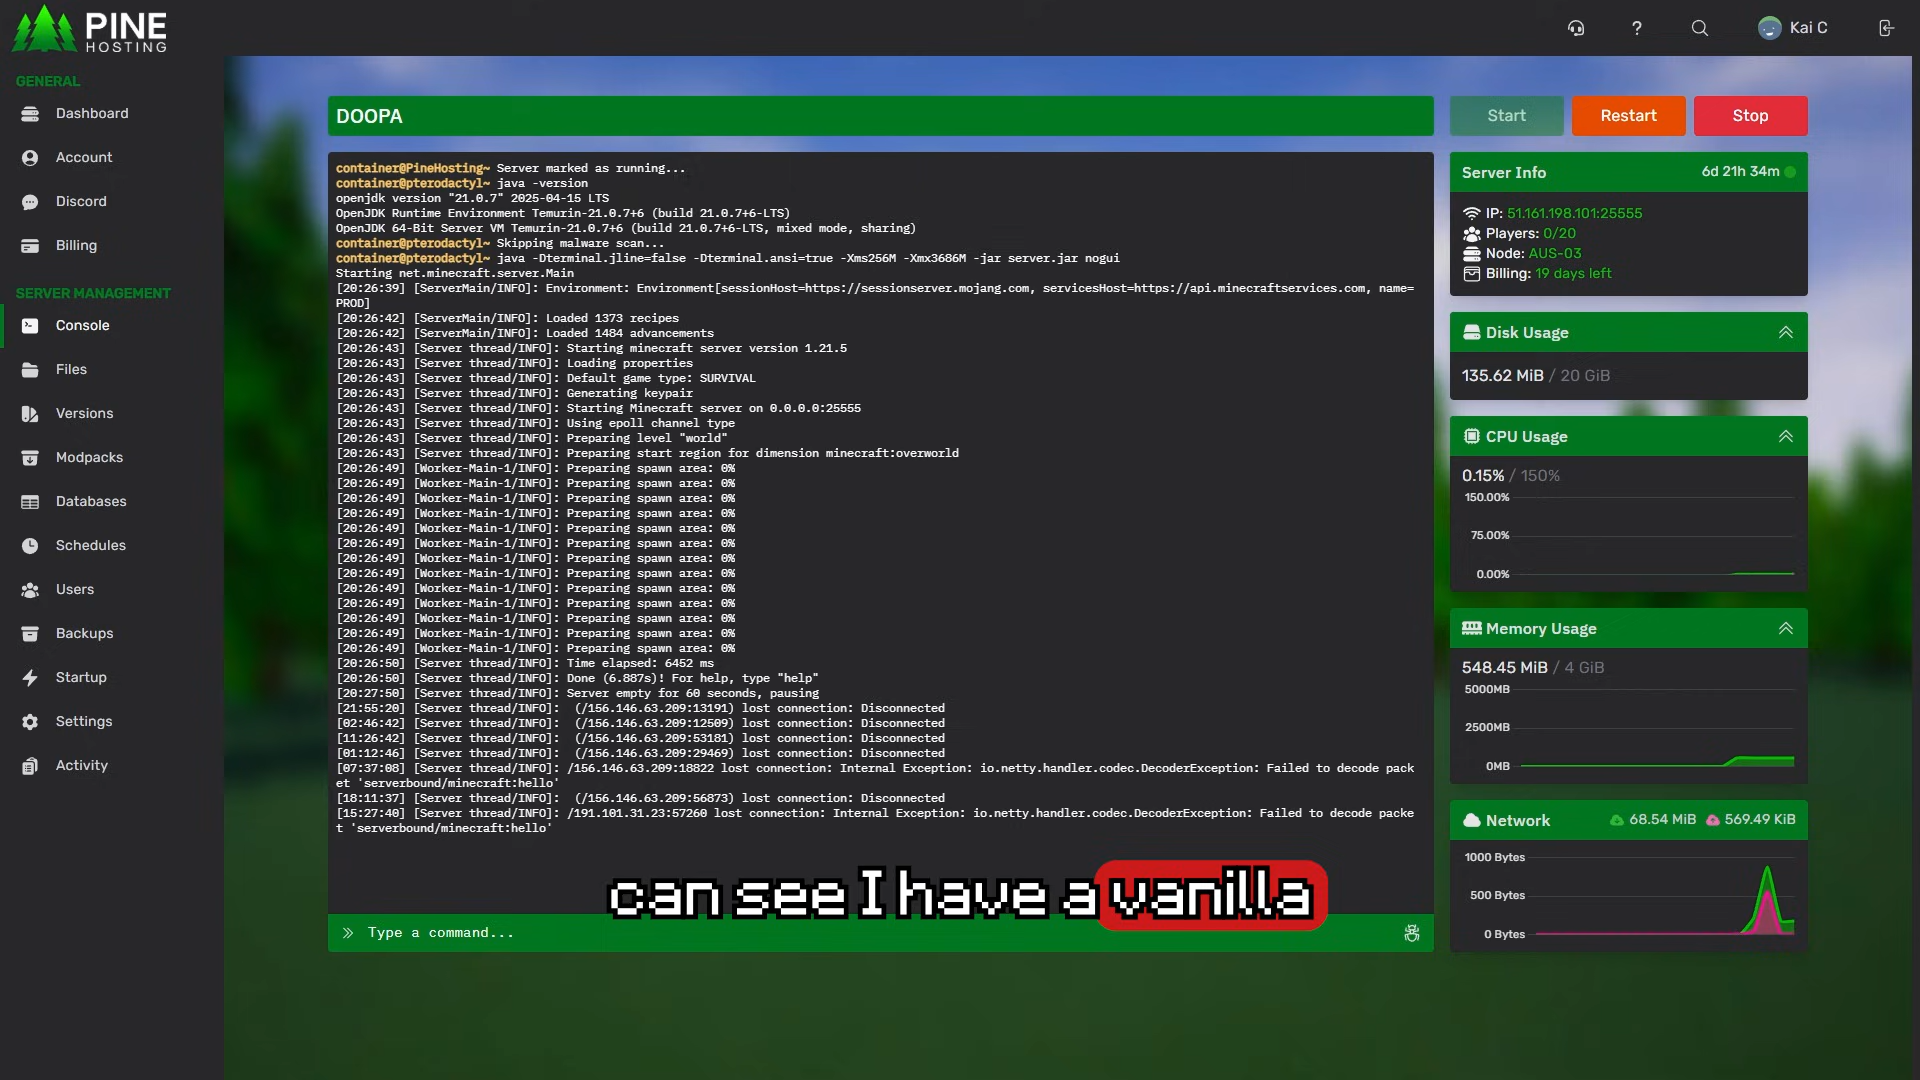 PINE
HOSTING
Kai C
GENERAL
Dashboard
Account
Discord
Billing
SERVER MANAGEMENT
Console
Files
Versions
Modpacks
Databases
Schedules
Users
Backups
Startup
Settings
Activity
DOOPA
Start
Restart
Stop
container@PineHosting~ Server marked as running...
container@pterodactyl~ java -version
openjdk version "21.0.7" 2025-04-15 LTS
OpenJDK Runtime Environment Temurin-21.0.7+6 (build 21.0.7+6-LTS)
OpenJDK 64-Bit Server VM Temurin-21.0.7+6 (build 21.0.7+6-LTS, mixed mode, sharing)
container@pterodactyl~ Skipping malware scan...
container@pterodactyl~ java -Dterminal.jline=false -Dterminal.ansi=true -Xms256M -Xmx3686M -jar server.jar nogui
Starting net.minecraft.server.Main
[20:26:39] [ServerMain/INFO]: Environment: Environment[sessionHost=https://sessionserver.mojang.com, servicesHost=https://api.minecraftservices.com, name=
PROD]
[20:26:42] [ServerMain/INFO]: Loaded 1373 recipes
[20:26:42] [ServerMain/INFO]: Loaded 1484 advancements
[20:26:43] [Server thread/INFO]: Starting minecraft server version 1.21.5
[20:26:43] [Server thread/INFO]: Loading properties
[20:26:43] [Server thread/INFO]: Default game type: SURVIVAL
[20:26:43] [Server thread/INFO]: Generating keypair
[20:26:43] [Server thread/INFO]: Starting Minecraft server on 0.0.0.0:25555
[20:26:43] [Server thread/INFO]: Using epoll channel type
[20:26:43] [Server thread/INFO]: Preparing level "world"
[20:26:43] [Server thread/INFO]: Preparing start region for dimension minecraft:overworld
[20:26:49] [Worker-Main-1/INFO]: Preparing spawn area: 0%
[20:26:49] [Worker-Main-1/INFO]: Preparing spawn area: 0%
[20:26:49] [Worker-Main-1/INFO]: Preparing spawn area: 0%
[20:26:49] [Worker-Main-1/INFO]: Preparing spawn area: 0%
[20:26:49] [Worker-Main-1/INFO]: Preparing spawn area: 0%
[20:26:49] [Worker-Main-1/INFO]: Preparing spawn area: 0%
[20:26:49] [Worker-Main-1/INFO]: Preparing spawn area: 0%
[20:26:49] [Worker-Main-1/INFO]: Preparing spawn area: 0%
[20:26:49] [Worker-Main-1/INFO]: Preparing spawn area: 0%
[20:26:49] [Worker-Main-1/INFO]: Preparing spawn area: 0%
[20:26:49] [Worker-Main-1/INFO]: Preparing spawn area: 0%
[20:26:49] [Worker-Main-1/INFO]: Preparing spawn area: 0%
[20:26:49] [Worker-Main-1/INFO]: Preparing spawn area: 0%
[20:26:50] [Server thread/INFO]: Time elapsed: 6452 ms
[20:26:50] [Server thread/INFO]: Done (6.887s)! For help, type "help"
[20:27:50] [Server thread/INFO]: Server empty for 60 seconds, pausing
[21:55:20] [Server thread/INFO]:  (/156.146.63.209:13191) lost connection: Disconnected
[02:46:42] [Server thread/INFO]:  (/156.146.63.209:12509) lost connection: Disconnected
[11:26:42] [Server thread/INFO]:  (/156.146.63.209:53181) lost connection: Disconnected
[01:12:46] [Server thread/INFO]:  (/156.146.63.209:29469) lost connection: Disconnected
[07:37:08] [Server thread/INFO]: /156.146.63.209:18822 lost connection: Internal Exception: io.netty.handler.codec.DecoderException: Failed to decode pack
et 'serverbound/minecraft:hello'
[18:11:37] [Server thread/INFO]:  (/156.146.63.209:56873) lost connection: Disconnected
[15:27:40] [Server thread/INFO]: /191.101.31.23:57260 lost connection: Internal Exception: io.netty.handler.codec.DecoderException: Failed to decode packe
t 'serverbound/minecraft:hello'
can see I have a vanilla
Type a command...
Server Info
6d 21h 34m
IP: 51.161.198.101:25555
Players: 0/20
Node: AUS-03
Billing: 19 days left
Disk Usage
135.62 MiB / 20 GiB
CPU Usage
0.15% / 150%
150.00%
75.00%
0.00%
Memory Usage
548.45 MiB / 4 GiB
5000MB
2500MB
0MB
Network
68.54 MiB
569.49 KiB
1000 Bytes
500 Bytes
0 Bytes